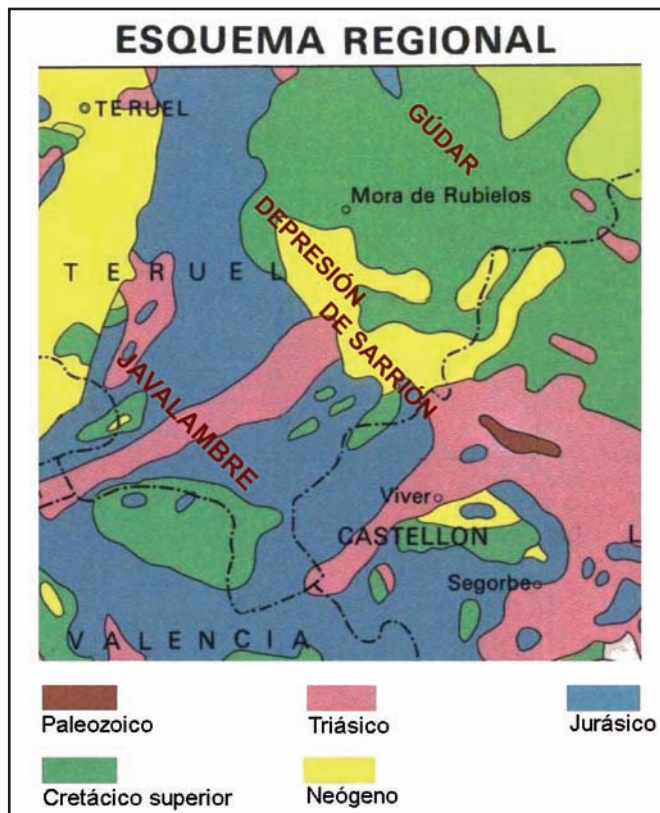 ESQUEMA REGIONAL
TERUEL
GÚDAR
Mora de Rubielos
DEPRESIÓN
DE SARRIÓN
TERUEL
JAVALAMBRE
Viver
CASTELLON
L
Segorbe
VALENCIA
Paleozoico
Triásico
Jurásico
Cretácico superior
Neógeno